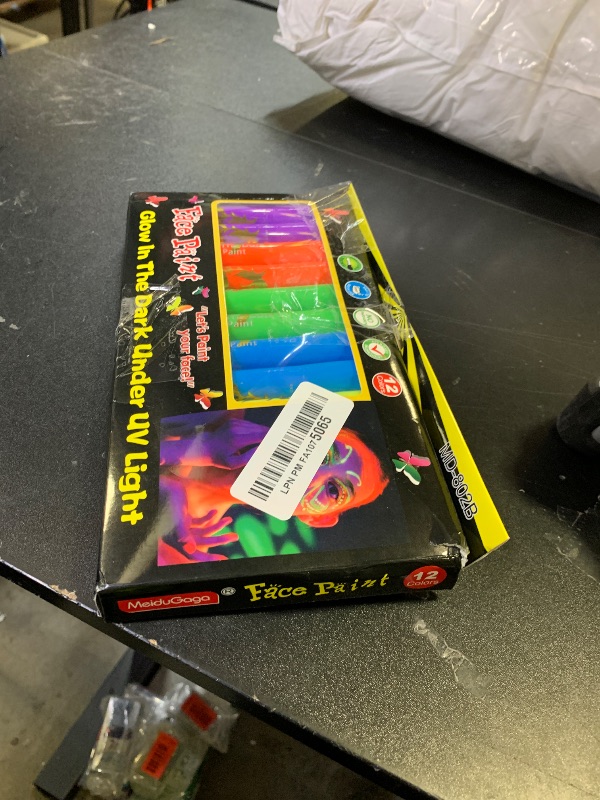 Face Paint
"Let's Paint
your face!"
Glow In The Dark Under UV Light
Paint
Paint
12
LPN PM FA1075065
MD-802B
MeiduGaga ®
Face Paint
12
Colors